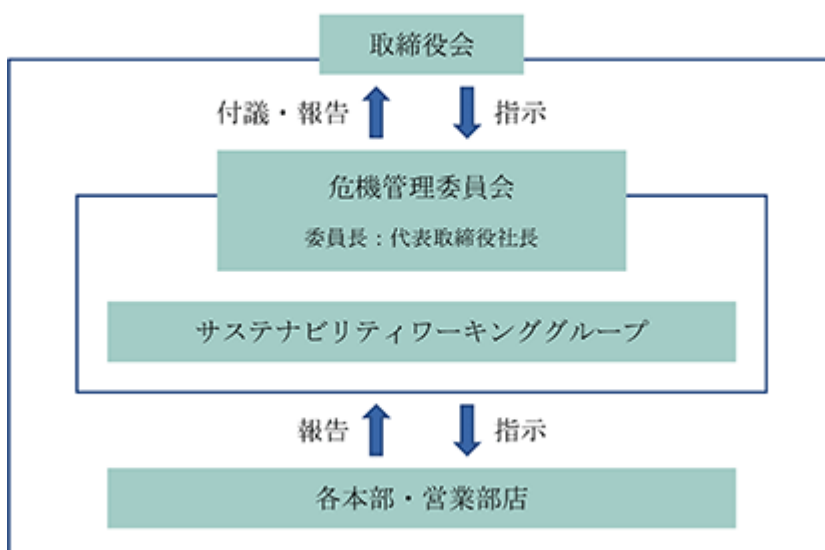 取締役会
付議・報告
指示
危機管理委員会
委員長：代表取締役社長
サステナビリティワーキンググループ
報告
指示
各本部・営業部店